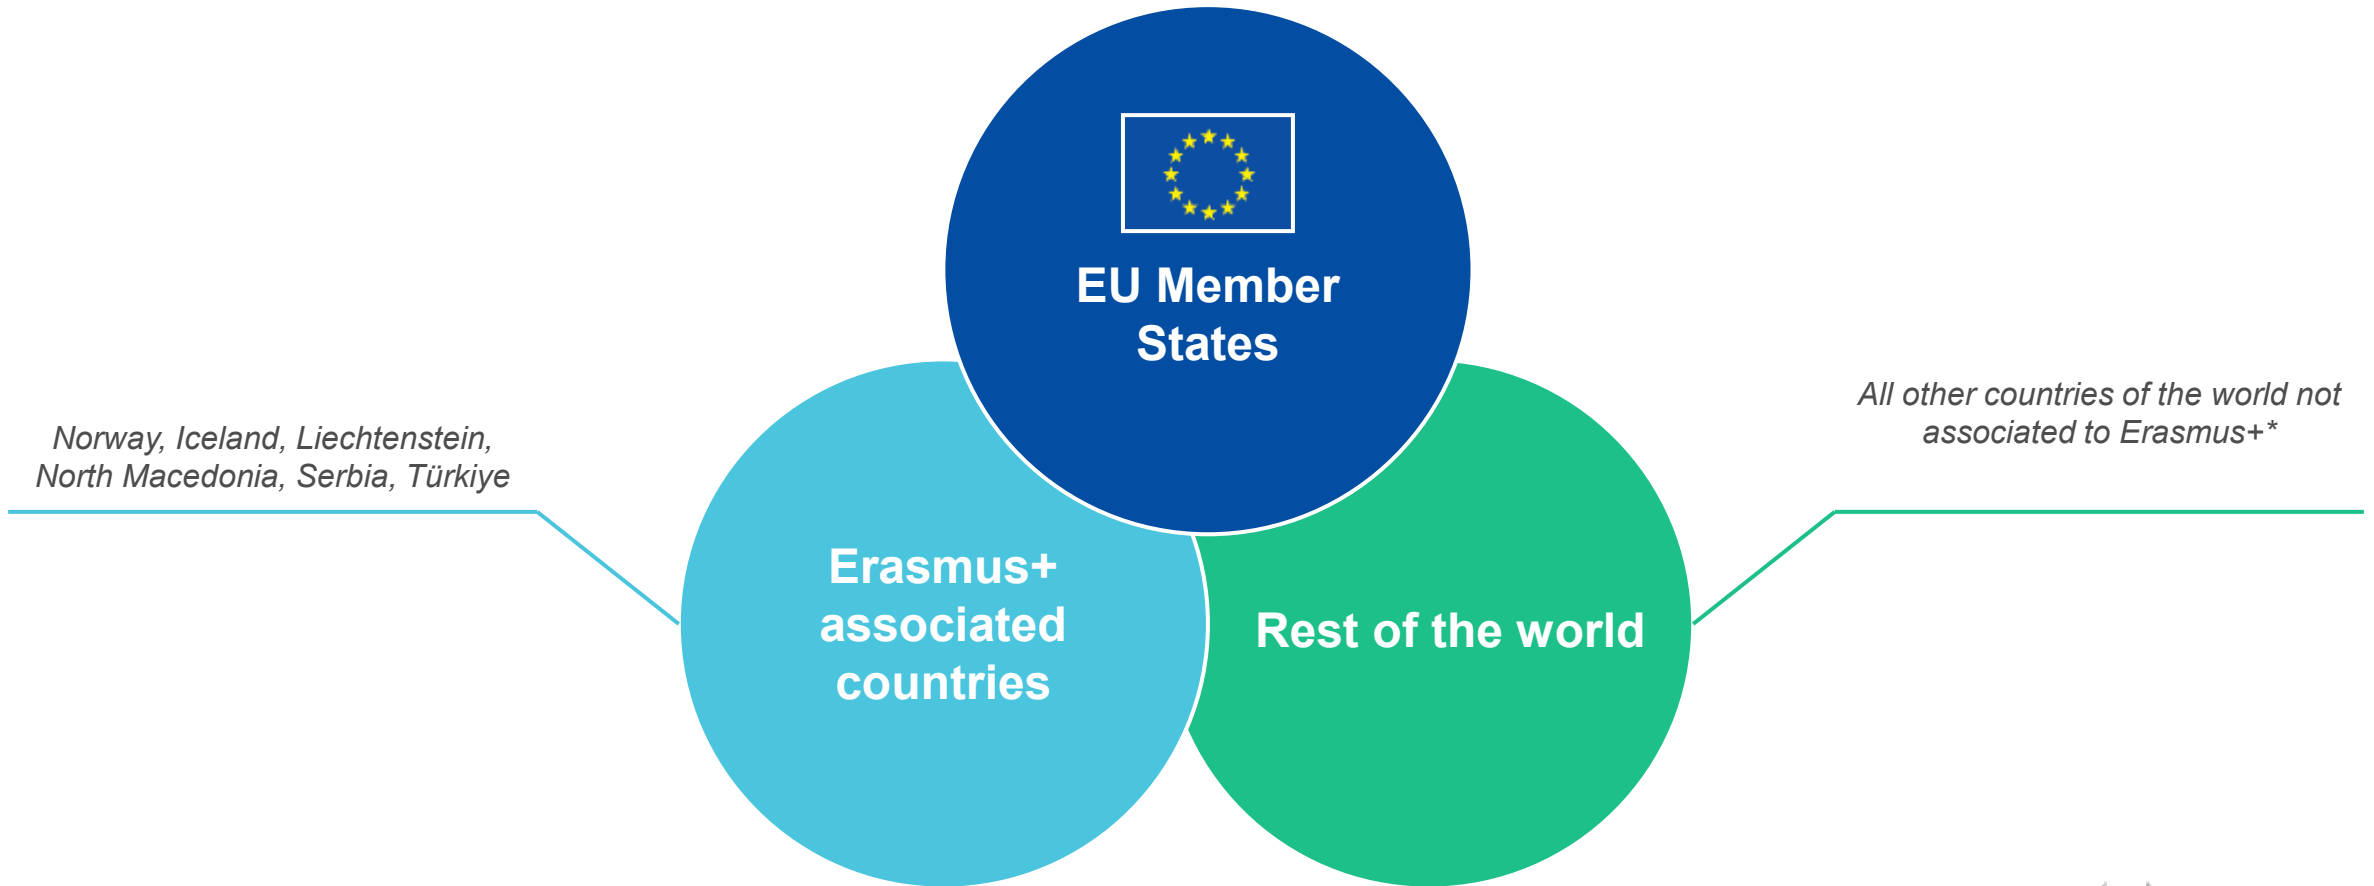 EU Member
States
Norway, Iceland, Liechtenstein,
North Macedonia, Serbia, Türkiye
All other countries of the world not
associated to Erasmus+*
Erasmus+
associated
countries
Rest of the world